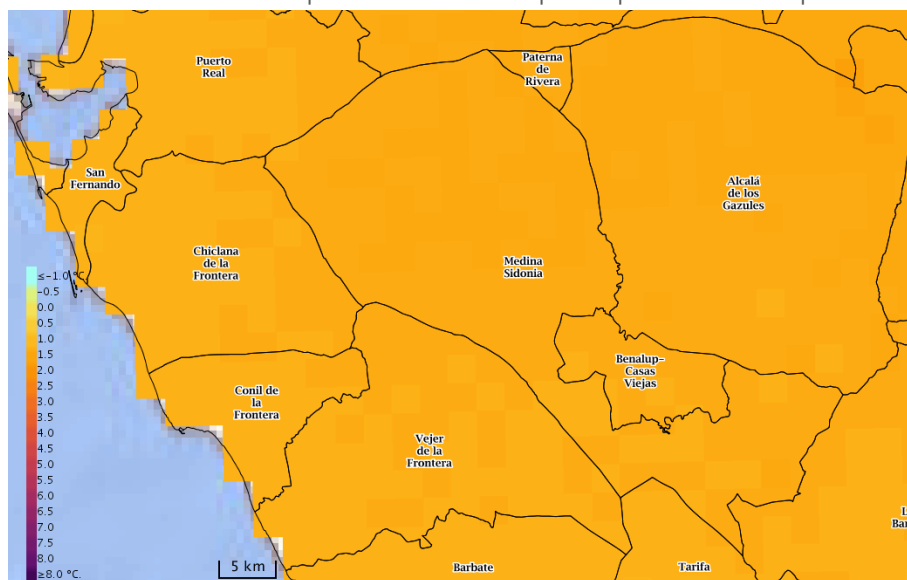 Puerto
Real
Paterna
de
Rivera
San
Fernando
Alcalá
de los
Gazules
Chiclana
de la
Frontera
Medina
Sidonia
≤-1.0 °C
-0.5
0.0
0.5
1.0
1.5
2.0
2.5
3.0
3.5
4.0
4.5
5.0
5.5
6.0
6.5
7.0
7.5
8.0
≥8.0 °C
Benalup-
Casas
Viejas
Conil de
la
Frontera
Vejer
de la
Frontera
5 km
Barbate
Tarifa